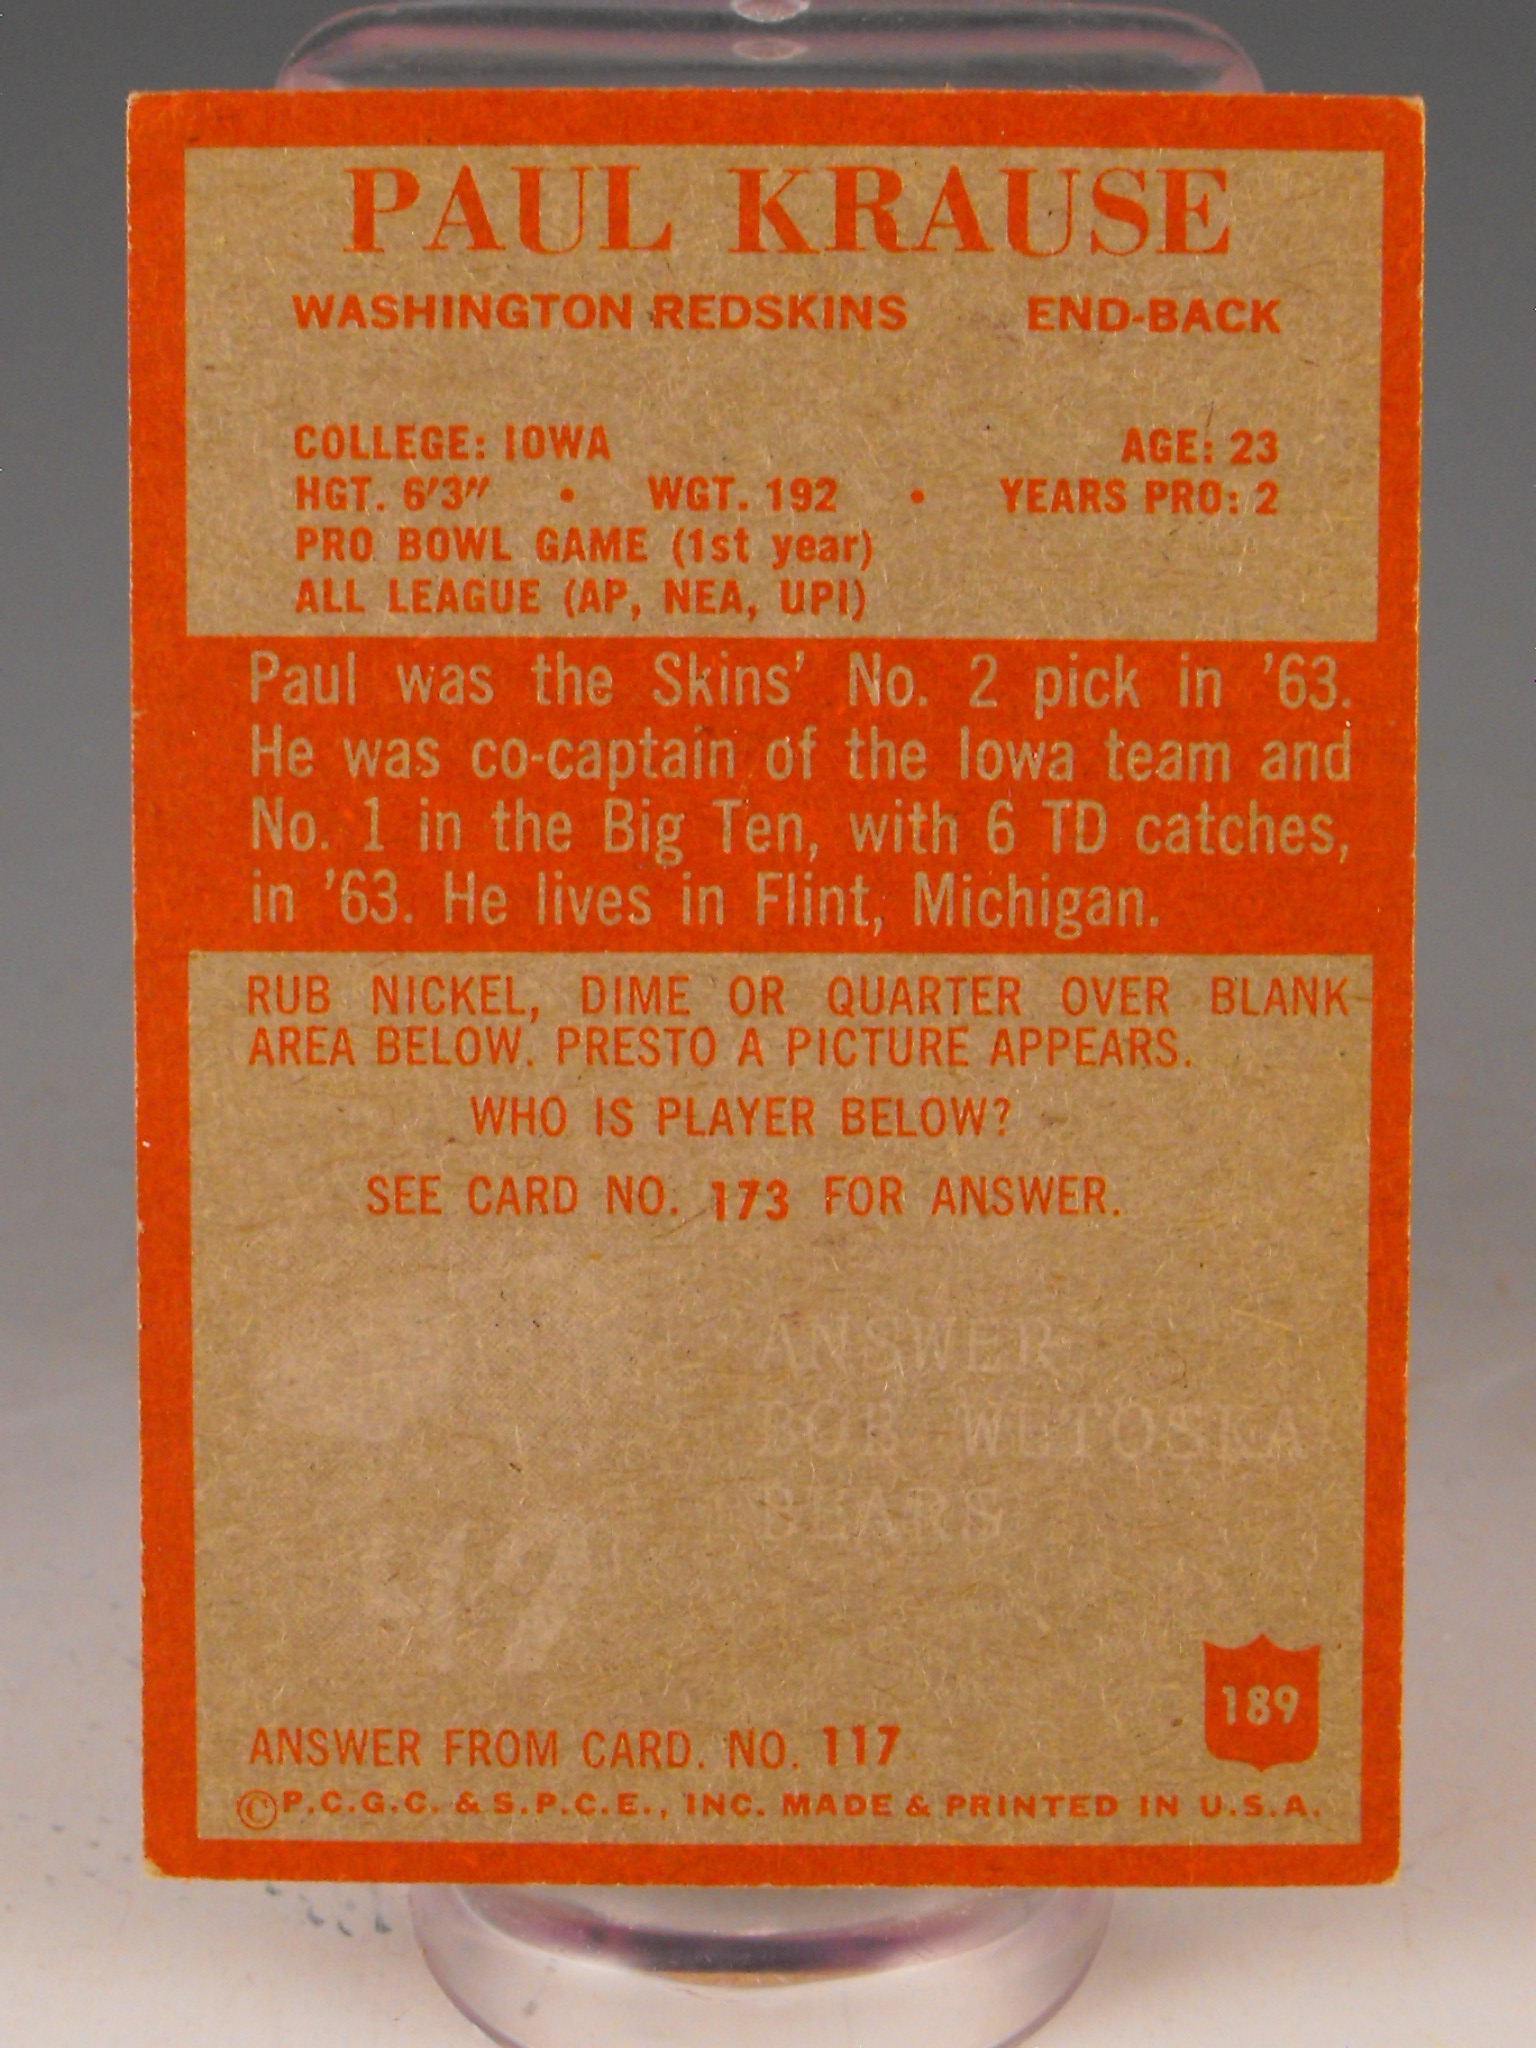 PAUL KRAUSE
WASHINGTON REDSKINS END-BACK
COLLEGE: IOWA AGE: 23
HGT. 6'3" • WGT. 192 • YEARS PRO: 2
PRO BOWL GAME (1st year)
ALL LEAGUE (AP, NEA, UPI)
Paul was the Skins' No. 2 pick in '63.
He was co-captain of the Iowa team and
No. 1 in the Big Ten, with 6 TD catches,
in '63. He lives in Flint, Michigan.
RUB NICKEL, DIME OR QUARTER OVER BLANK
AREA BELOW. PRESTO A PICTURE APPEARS.
WHO IS PLAYER BELOW?
SEE CARD NO. 173 FOR ANSWER.
ANSWER
BOB WETOSKA
BEARS
19
189
ANSWER FROM CARD. NO. 117
©P.C.G.C. & S.P.C.E., INC. MADE & PRINTED IN U.S.A.